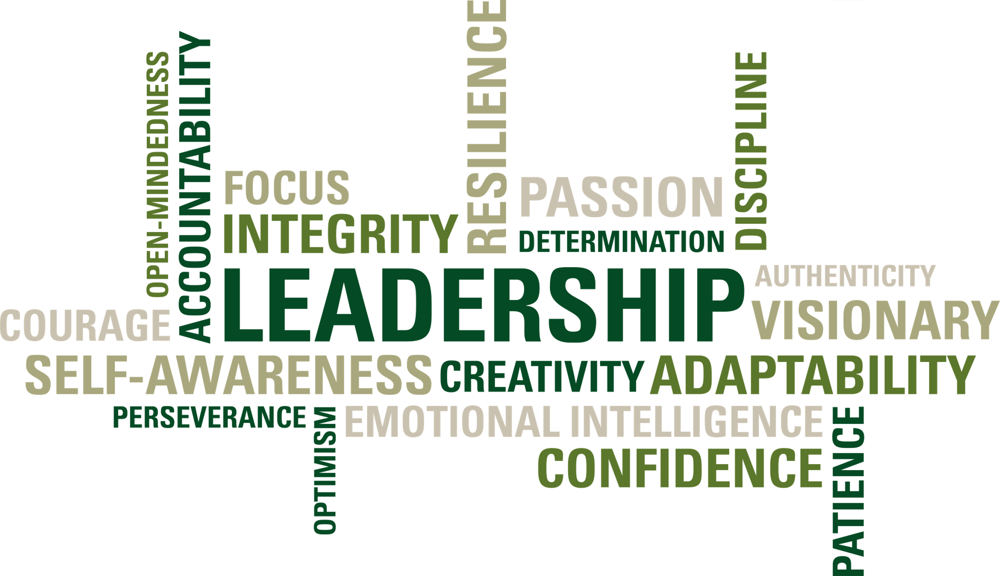 OPEN-MINDEDNESS
ACCOUNTABILITY
RESILIENCE
DISCIPLINE
FOCUS
PASSION
INTEGRITY
DETERMINATION
LEADERSHIP
AUTHENTICITY
COURAGE
VISIONARY
SELF-AWARENESS
CREATIVITY
ADAPTABILITY
PERSEVERANCE
OPTIMISM
EMOTIONAL INTELLIGENCE
CONFIDENCE
PATIENCE